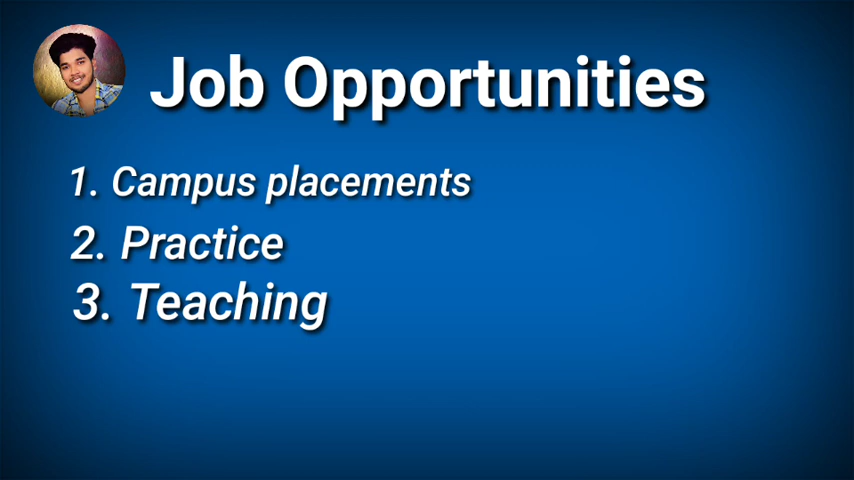 Job Opportunities
1. Campus placements
2. Practice
3. Teaching